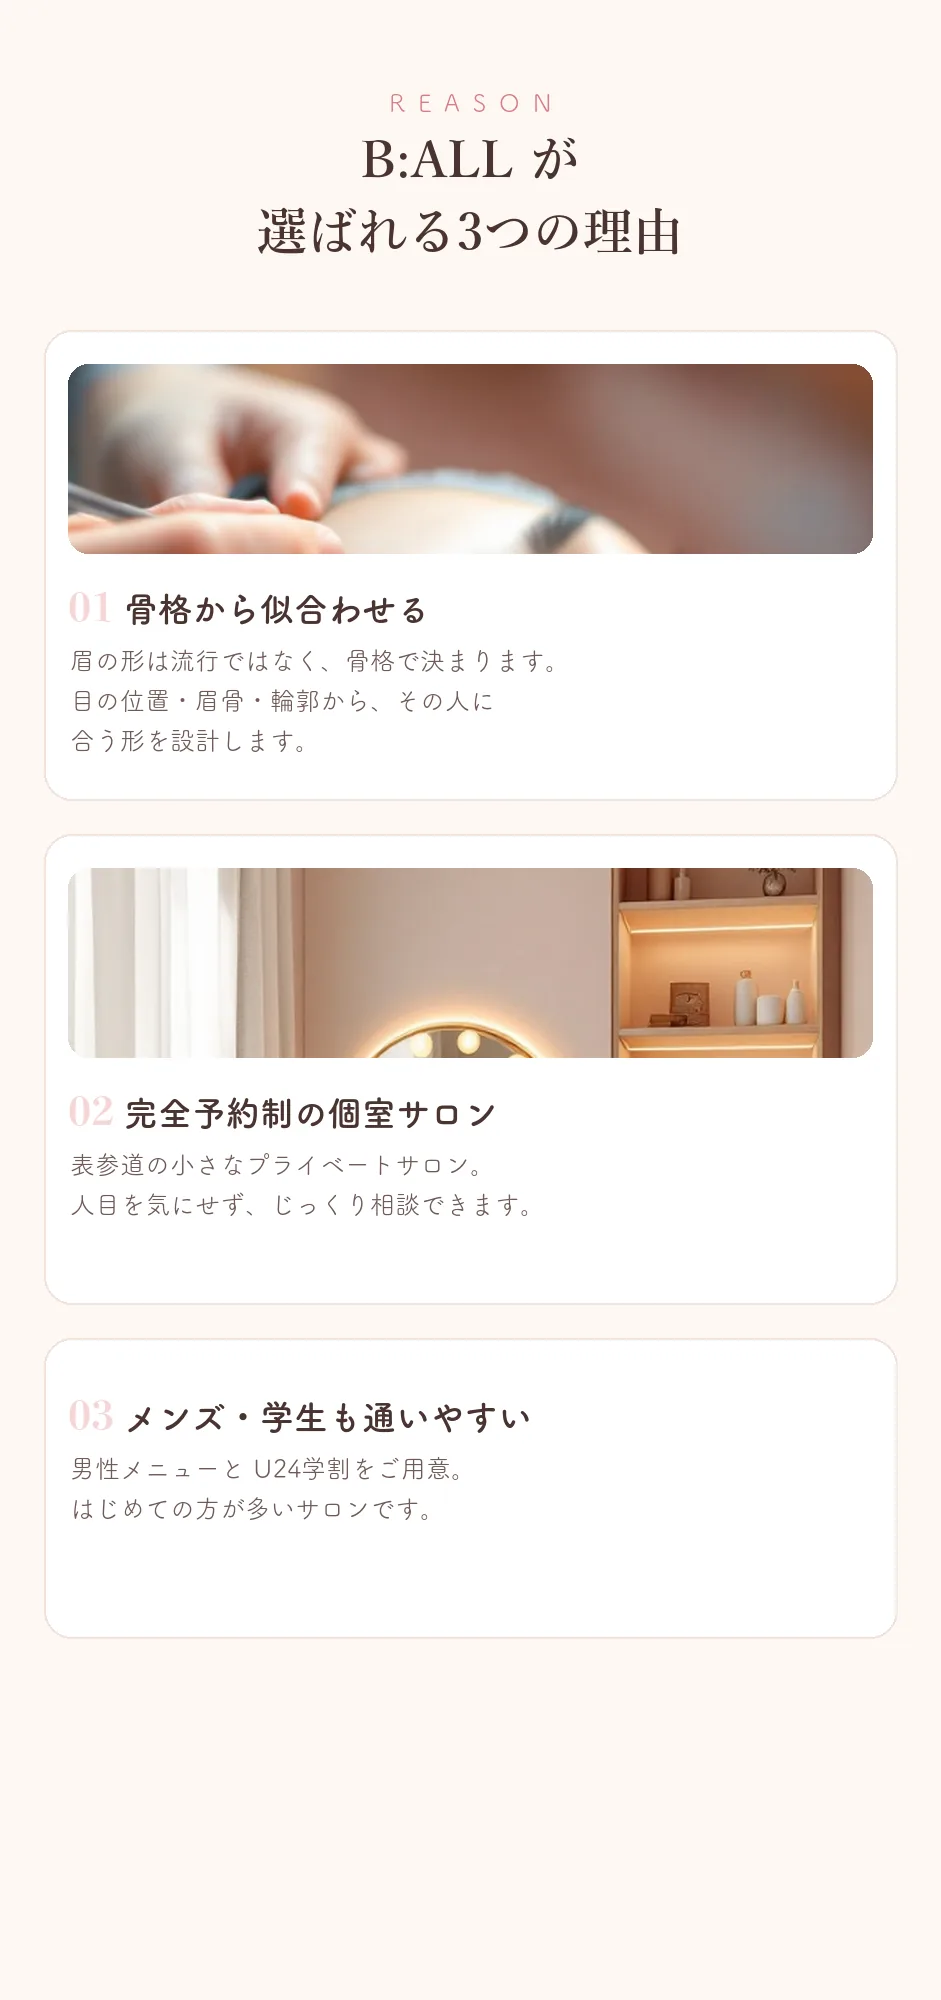 REASON
B:ALL が
選ばれる3つの理由
01 骨格から似合わせる
眉の形は流行ではなく、骨格で決まります。
目の位置・眉骨・輪郭から、その人に
合う形を設計します。
02 完全予約制の個室サロン
表参道の小さなプライベートサロン。
人目を気にせず、じっくり相談できます。
03 メンズ・学生も通いやすい
男性メニューと U24学割をご用意。
はじめての方が多いサロンです。